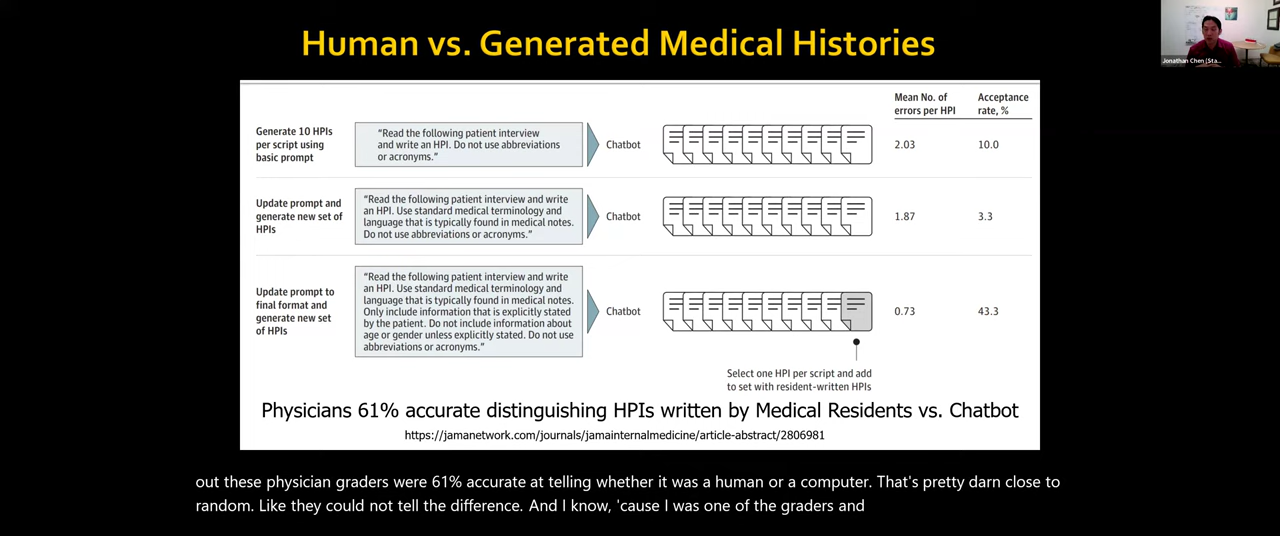 Human vs. Generated Medical Histories
Jonathan Chen (Sta...
Mean No. of
errors per HPI
Acceptance
rate, %
Generate 10 HPIs
per script using
basic prompt
“Read the following patient interview
and write an HPI. Do not use abbreviations
or acronyms.”
Chatbot
2.03
10.0
Update prompt and
generate new set of
HPIs
“Read the following patient interview and write
an HPI. Use standard medical terminology and
language that is typically found in medical notes.
Do not use abbreviations or acronyms.”
Chatbot
1.87
3.3
Update prompt to
final format and
generate new set
of HPIs
“Read the following patient interview and write
an HPI. Use standard medical terminology and
language that is typically found in medical notes.
Only include information that is explicitly stated
by the patient. Do not include information about
age or gender unless explicitly stated. Do not use
abbreviations or acronyms.”
Chatbot
0.73
43.3
Select one HPI per script and add
to set with resident-written HPIs
Physicians 61% accurate distinguishing HPIs written by Medical Residents vs. Chatbot
https://jamanetwork.com/journals/jamainternalmedicine/article-abstract/2806981
out these physician graders were 61% accurate at telling whether it was a human or a computer. That's pretty darn close to
random. Like they could not tell the difference. And I know, 'cause I was one of the graders and